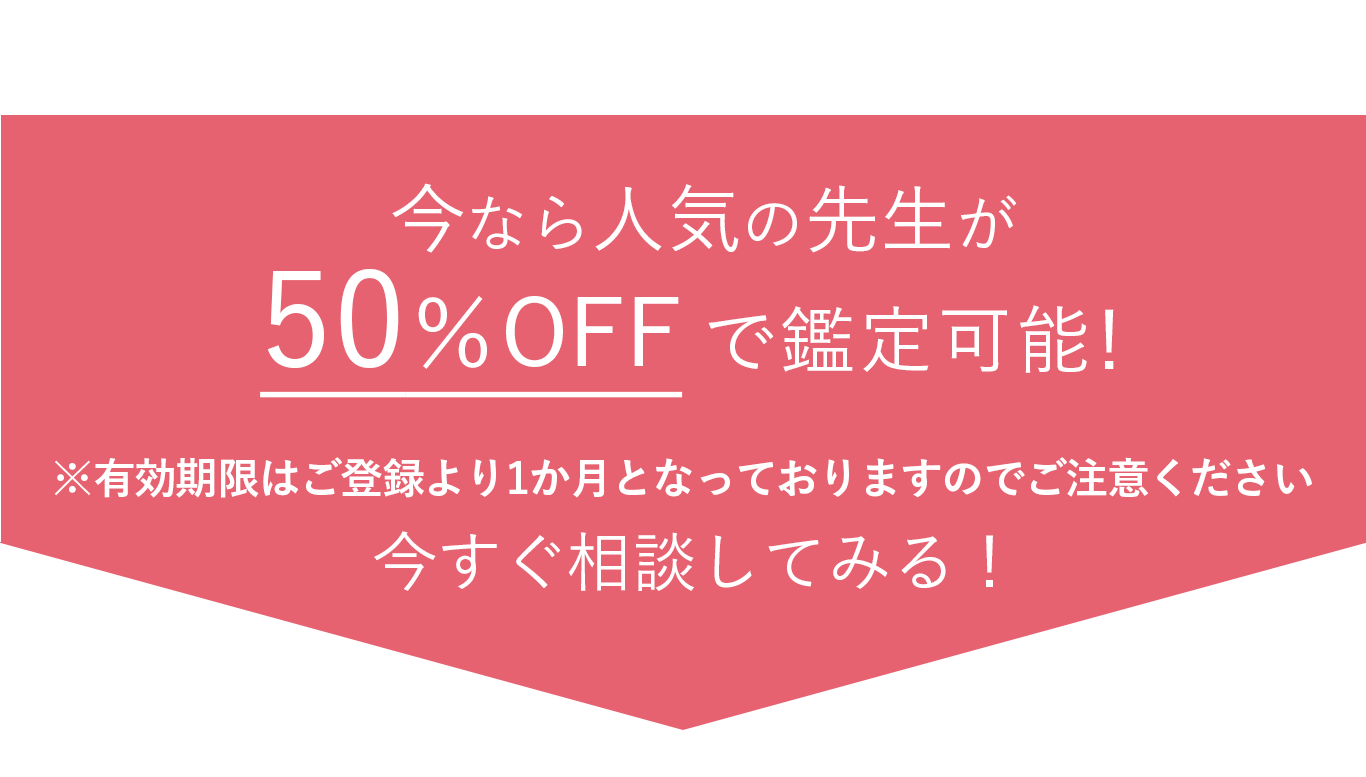 今なら人気の先生が
50%OFFで鑑定可能!
※有効期限はご登録より1か月となっておりますのでご注意ください
今すぐ相談してみる！